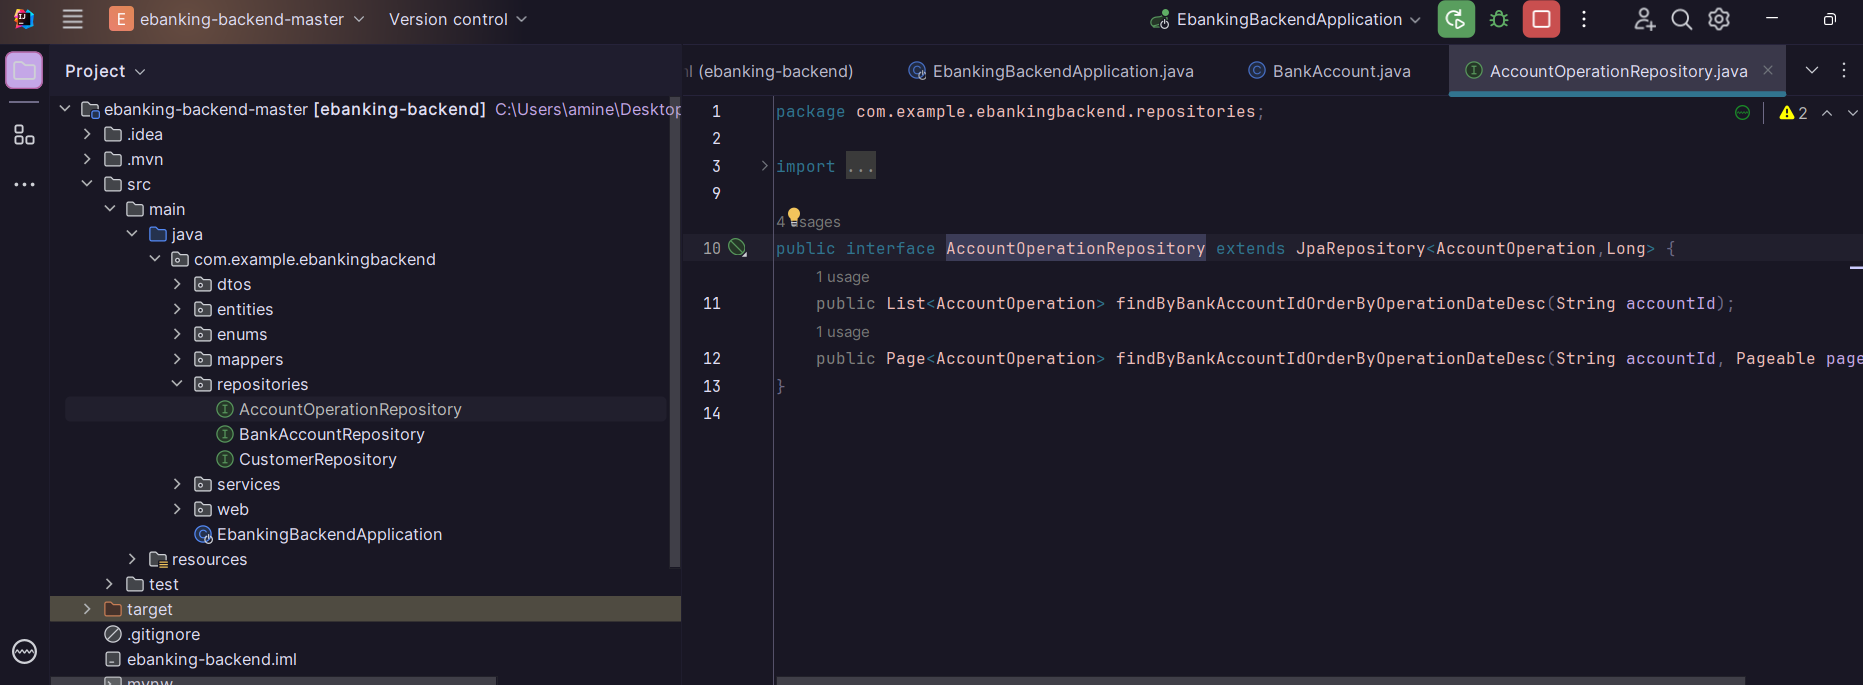 E ebanking-backend-master Version control EbankingBackendApplication
Project
ebanking-backend-master [ebanking-backend] C:\Users\amine\Desktop
.idea
.mvn
src
main
java
com.example.ebankingbackend
dtos
entities
enums
mappers
repositories
AccountOperationRepository
BankAccountRepository
CustomerRepository
services
web
EbankingBackendApplication
resources
test
target
.gitignore
ebanking-backend.iml
mvnw
(ebanking-backend) EbankingBackendApplication.java BankAccount.java AccountOperationRepository.java
2
1 package com.example.ebankingbackend.repositories;
2
3 import ...
9
4 usages
10 public interface AccountOperationRepository extends JpaRepository<AccountOperation,Long> {
1 usage
11 public List<AccountOperation> findByBankAccountIdOrderByOperationDateDesc(String accountId);
1 usage
12 public Page<AccountOperation> findByBankAccountIdOrderByOperationDateDesc(String accountId, Pageable page
13 }
14